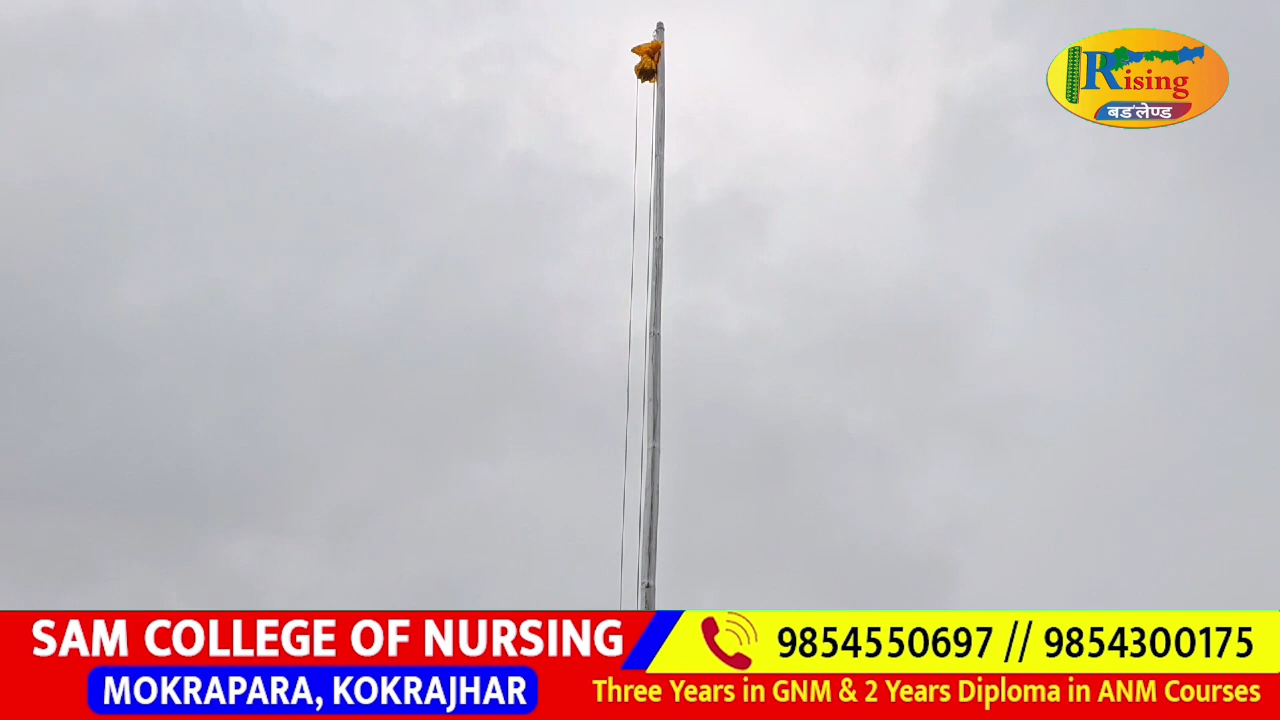 Rising
बड'लेण्ड
SAM COLLEGE OF NURSING
9854550697 // 9854300175
MOKRAPARA, KOKRAJHAR
Three Years in GNM & 2 Years Diploma in ANM Courses